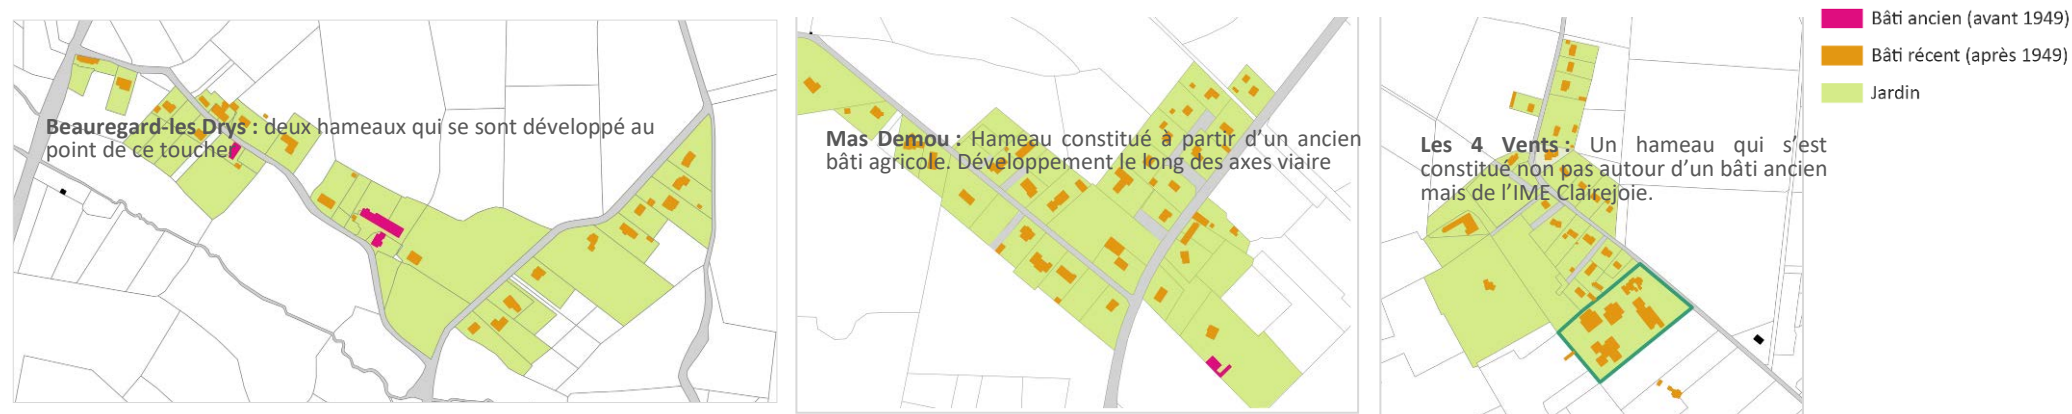 Beauregard-les Drys : deux hameaux qui se sont développé au
point de ce toucher
Mas Demou : Hameau constitué à partir d’un ancien
bâti agricole. Développement le long des axes viaire
Les 4 Vents : Un hameau qui s’est
constitué non pas autour d’un bâti ancien
mais de l’IME Clairejoie.
Bâti ancien (avant 1949)
Bâti récent (après 1949)
Jardin